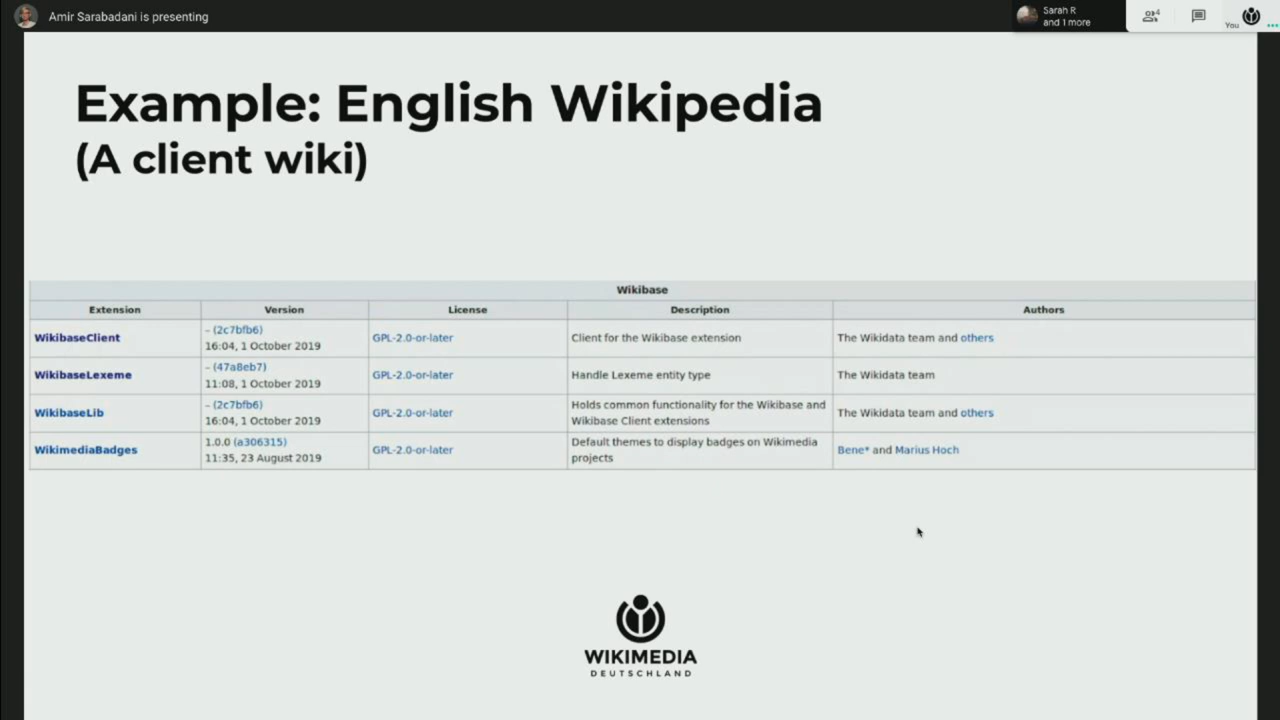 Amir Sarabadani is presenting
Sarah R
and 1 more
4
You
Example: English Wikipedia
(A client wiki)
Wikibase
Extension Version License Description Authors
WikibaseClient – (2c7bfb6) 16:04, 1 October 2019 GPL-2.0-or-later Client for the Wikibase extension The Wikidata team and others
WikibaseLexeme – (47a8eb7) 11:08, 1 October 2019 GPL-2.0-or-later Handle Lexeme entity type The Wikidata team
WikibaseLib – (2c7bfb6) 16:04, 1 October 2019 GPL-2.0-or-later Holds common functionality for the Wikibase and Wikibase Client extensions The Wikidata team and others
WikimediaBadges 1.0.0 (a306315) 11:35, 23 August 2019 GPL-2.0-or-later Default themes to display badges on Wikimedia projects Bene* and Marius Hoch
WIKIMEDIA
DEUTSCHLAND